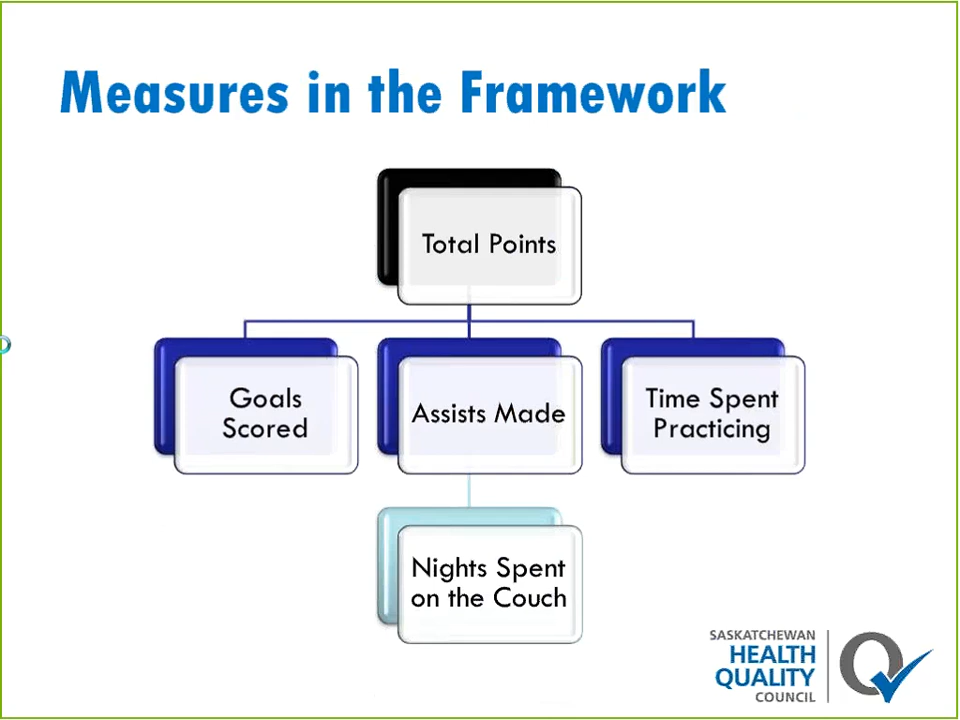 Measures in the Framework
Total Points
Goals
Scored
Assists Made
Time Spent
Practicing
Nights Spent
on the Couch
SASKATCHEWAN
HEALTH
QUALITY
COUNCIL
Q